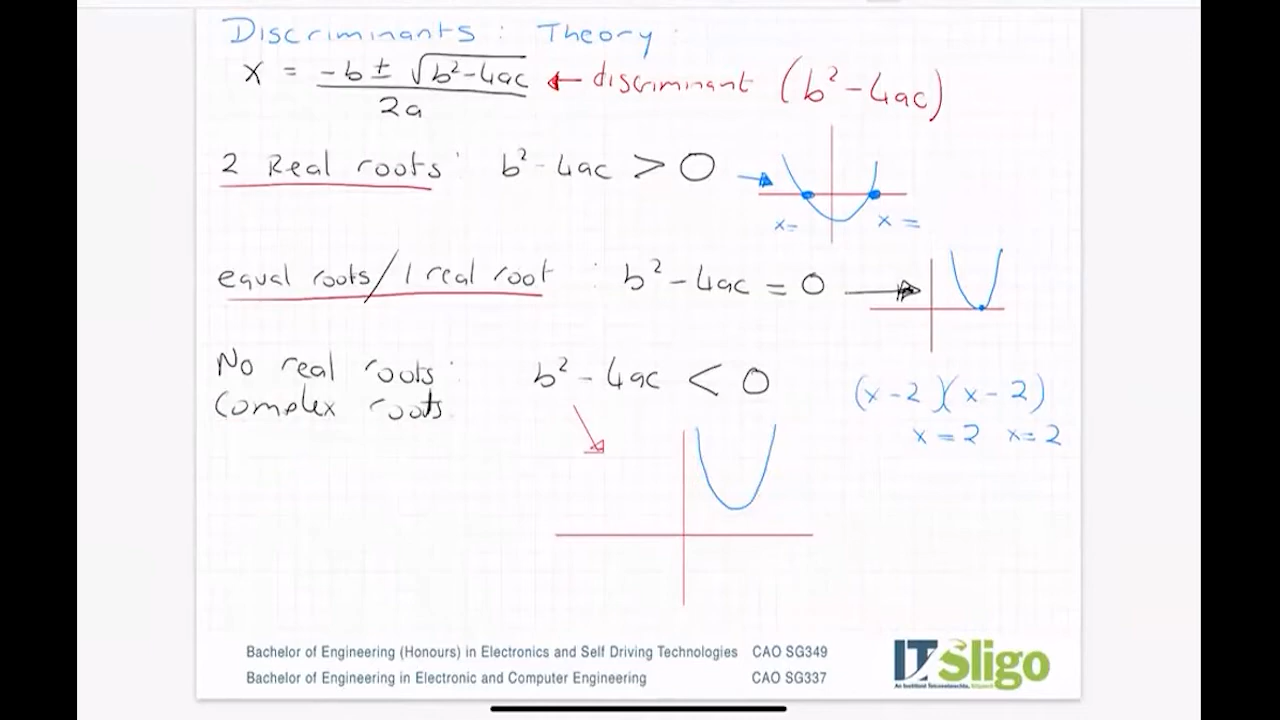 Discriminants : Theory :
x = -b ± √b²-4ac / 2a ← discriminant (b² - 4ac)
2 Real roots : b² - 4ac > 0
x= x =
equal roots/1 real root : b² - 4ac = 0
No real roots : b² - 4ac < 0
Complex roots
(x - 2)(x - 2)
x = 2 x = 2
Bachelor of Engineering (Honours) in Electronics and Self Driving Technologies CAO SG349
Bachelor of Engineering in Electronic and Computer Engineering CAO SG337
IT Sligo